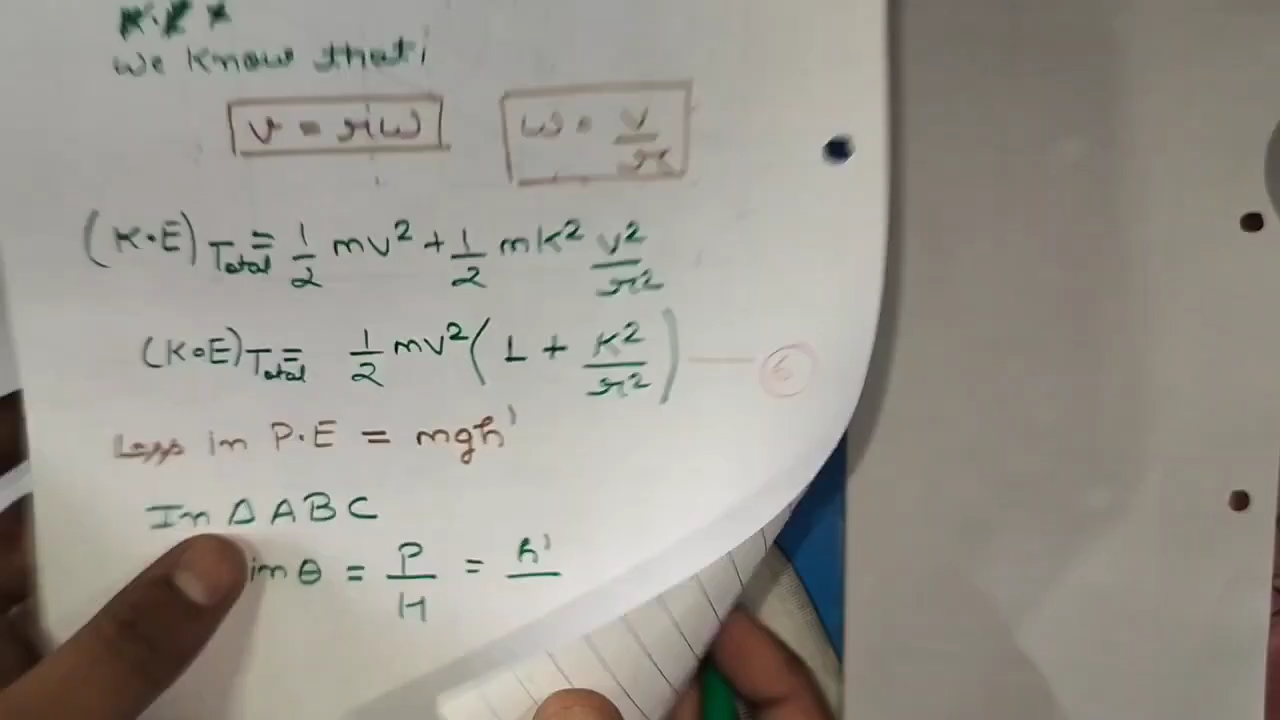 We know that;
v = rω    ω = v/r
(K.E)Total = 1/2 mv² + 1/2 mk² v²/r²
(K.E)Total = 1/2 mv² (1 + k²/r²) — 6
Loss in P.E = mgh'
In Δ ABC
θ = P/H = h'/